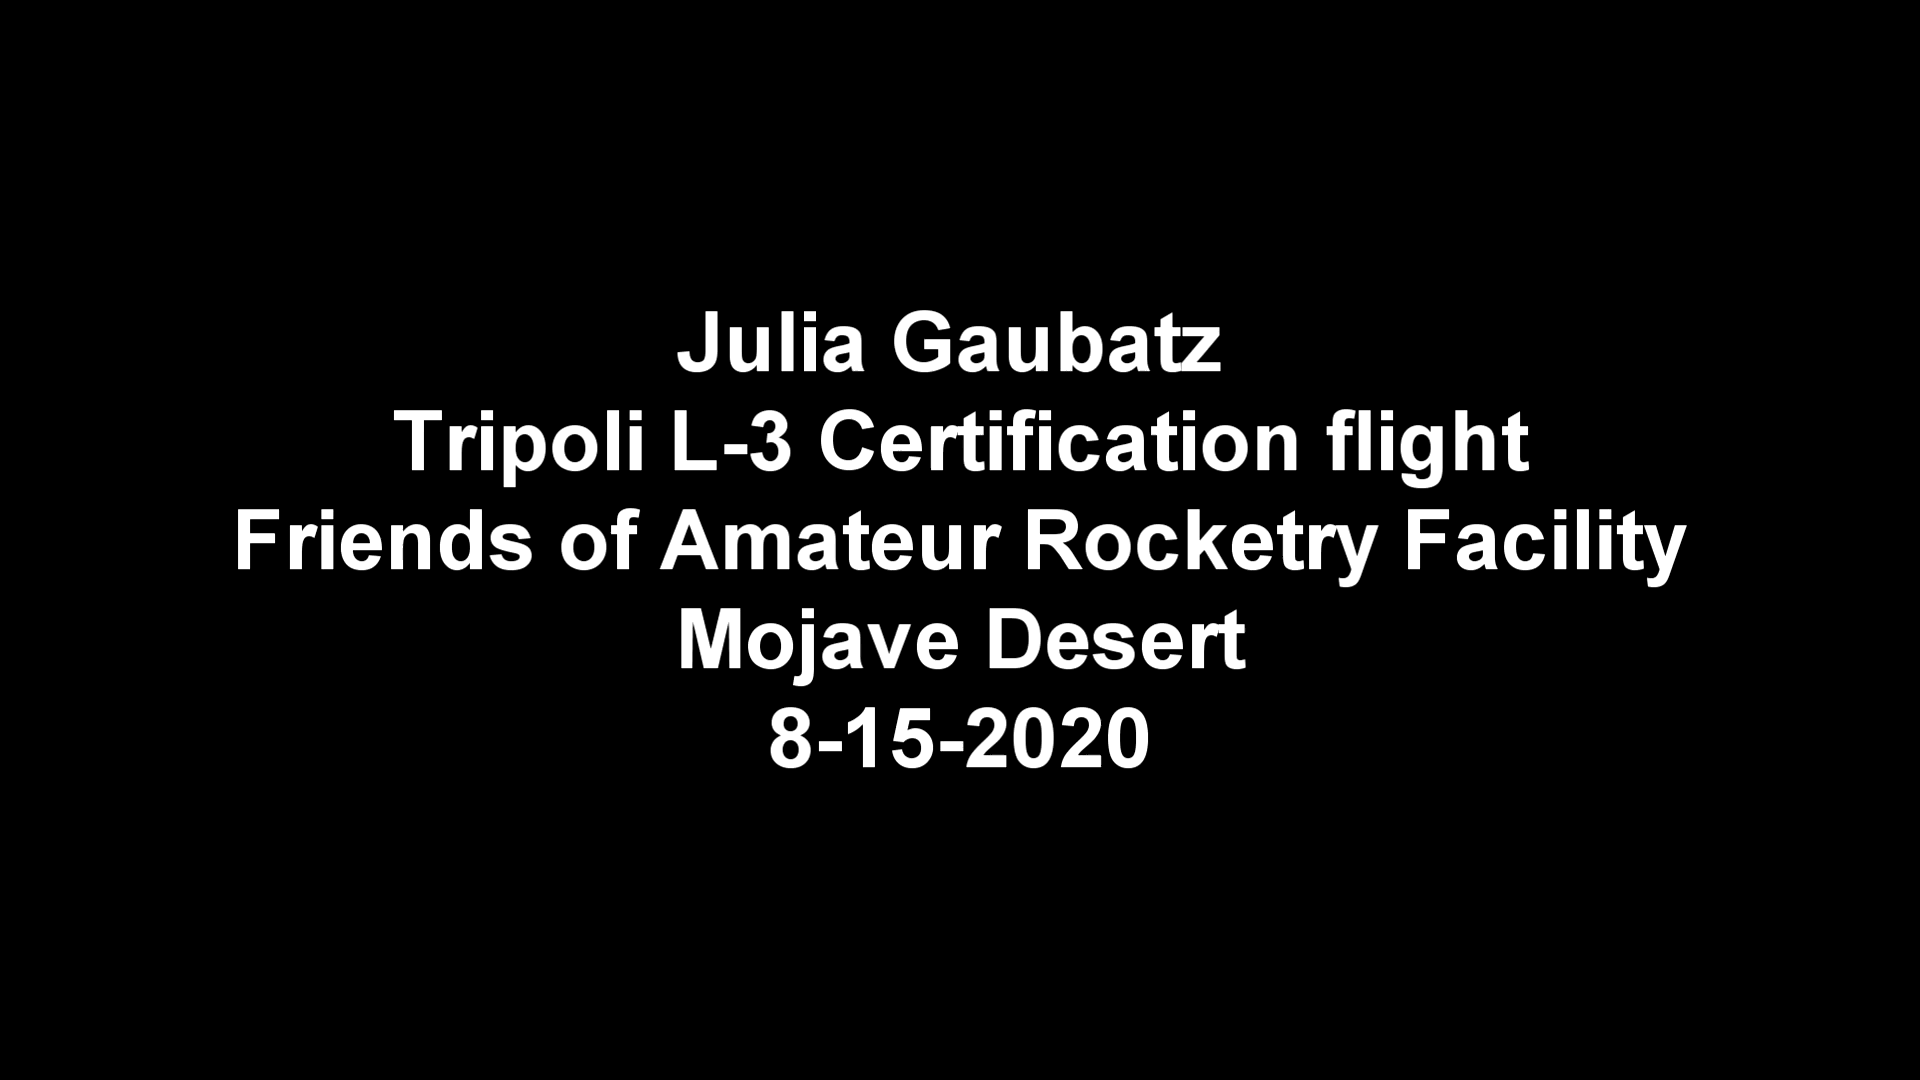 Julia Gaubatz
Tripoli L-3 Certification flight
Friends of Amateur Rocketry Facility
Mojave Desert
8-15-2020